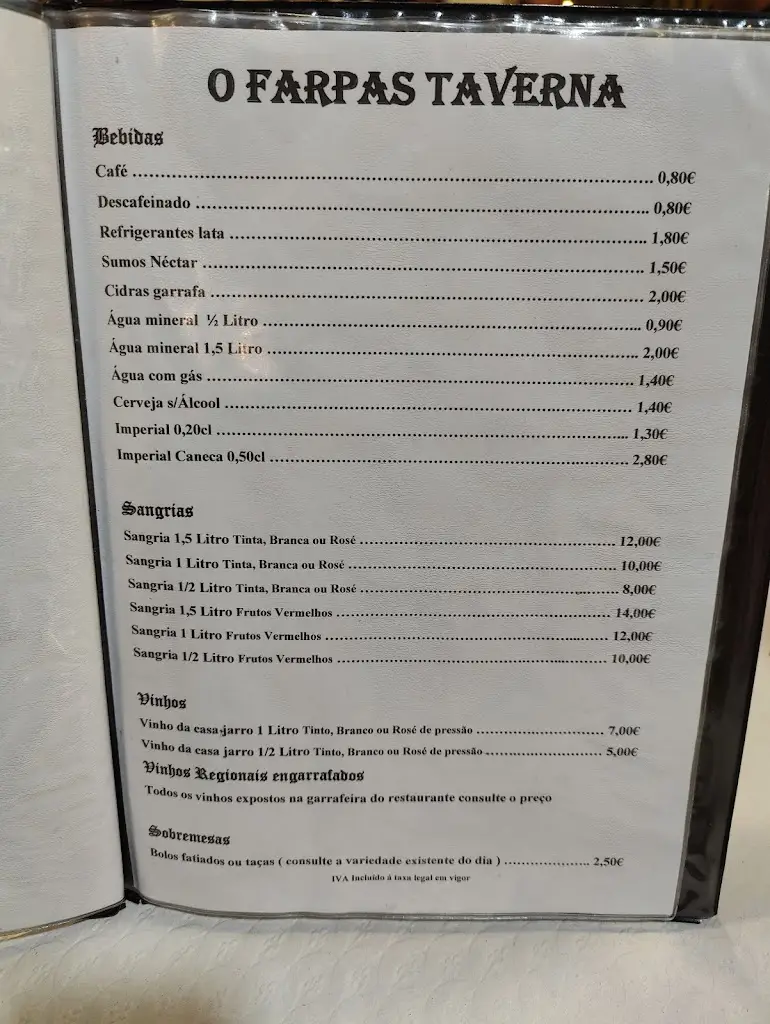 O FARPAS TAVERNA
Bebidas
Café ........................ 0,80€
Descafeinado ........................ 0,80€
Refrigerantes lata ........................ 1,80€
Sumos Néctar ........................ 1,50€
Cidras garrafa ........................ 2,00€
Água mineral ½ Litro ........................ 0,90€
Água mineral 1,5 Litro ........................ 2,00€
Água com gás ........................ 1,40€
Cerveja s/Álcool ........................ 1,40€
Imperial 0,20cl ........................ 1,30€
Imperial Caneca 0,50cl ........................ 2,80€
Sangrias
Sangria 1,5 Litro Tinta, Branca ou Rosé ........................ 12,00€
Sangria 1 Litro Tinta, Branca ou Rosé ........................ 10,00€
Sangria 1/2 Litro Tinta, Branca ou Rosé ........................ 8,00€
Sangria 1,5 Litro Frutos Vermelhos ........................ 14,00€
Sangria 1 Litro Frutos Vermelhos ........................ 12,00€
Sangria 1/2 Litro Frutos Vermelhos ........................ 10,00€
Vinhos
Vinho da casa jarro 1 Litro Tinto, Branco ou Rosé de pressão ........................ 7,00€
Vinho da casa jarro 1/2 Litro Tinto, Branco ou Rosé de pressão ........................ 5,00€
Vinhos Regionais engarrafados
Todos os vinhos expostos na garrafeira do restaurante consulte o preço
Sobremesas
Bolos fatiados ou taças ( consulte a variedade existente do dia ) ........................ 2,50€
IVA Incluído á taxa legal em vigor